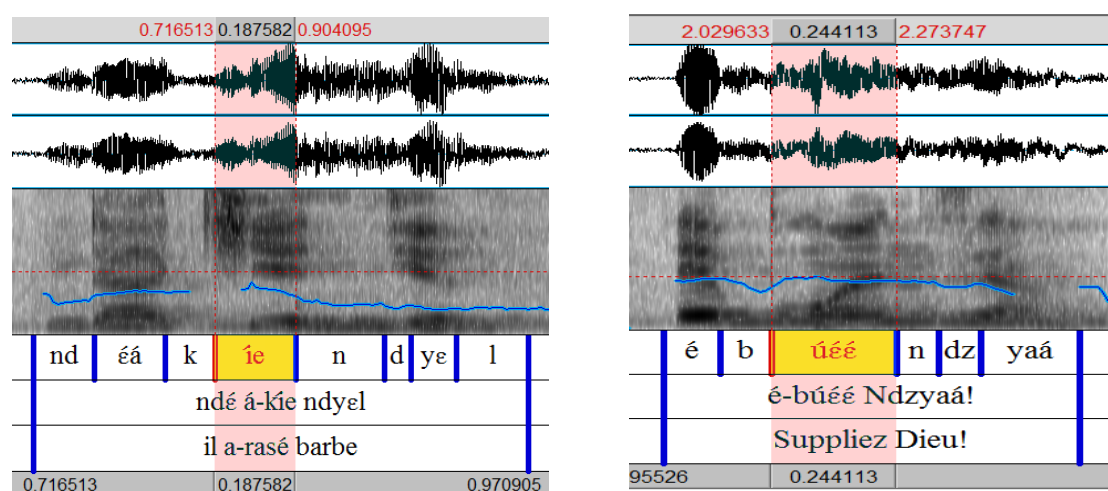 0.716513 0.187582 0.904095
nd ɛ́á k íe n d yɛ l
ndɛ́ á-kíe ndyɛl
il a-rasé barbe
0.716513 0.187582 0.970905
2.029633 0.244113 2.273747
é b úɛ́ɛ́ n dz yaá
é-búɛ́ɛ́ Ndzyaá!
Suppliez Dieu!
95526 0.244113